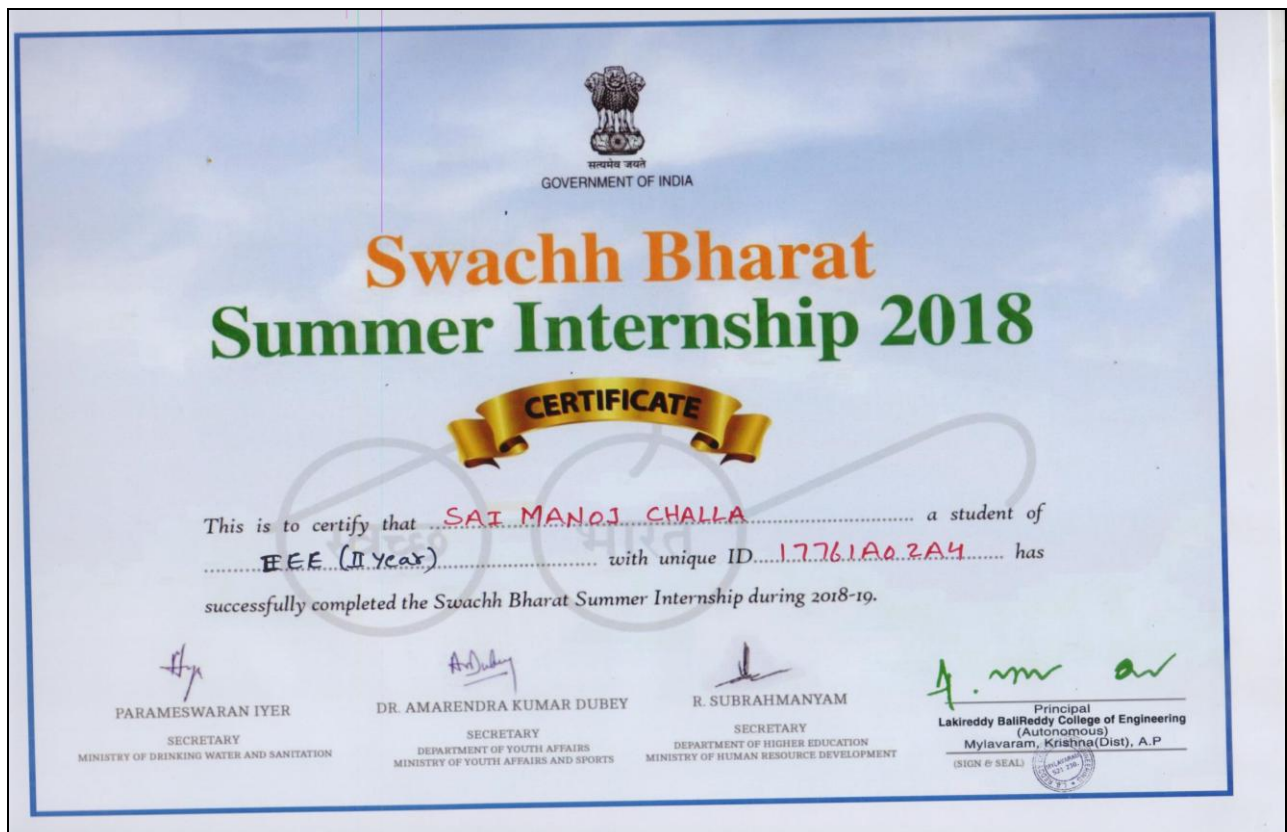 सत्यमेव जयते
GOVERNMENT OF INDIA
Swachh Bharat
Summer Internship 2018
CERTIFICATE
स्वच्छ भारत
This is to certify that SAI MANOJ CHALLA a student of
EEE (II Year) with unique ID 17761A02A4 has
successfully completed the Swachh Bharat Summer Internship during 2018-19.
PARAMESWARAN IYER
SECRETARY
MINISTRY OF DRINKING WATER AND SANITATION
DR. AMARENDRA KUMAR DUBEY
SECRETARY
DEPARTMENT OF YOUTH AFFAIRS
MINISTRY OF YOUTH AFFAIRS AND SPORTS
R. SUBRAHMANYAM
SECRETARY
DEPARTMENT OF HIGHER EDUCATION
MINISTRY OF HUMAN RESOURCE DEVELOPMENT
Principal
Lakireddy BaliReddy College of Engineering
(Autonomous)
Mylavaram, Krishna(Dist), A.P
(SIGN & SEAL)